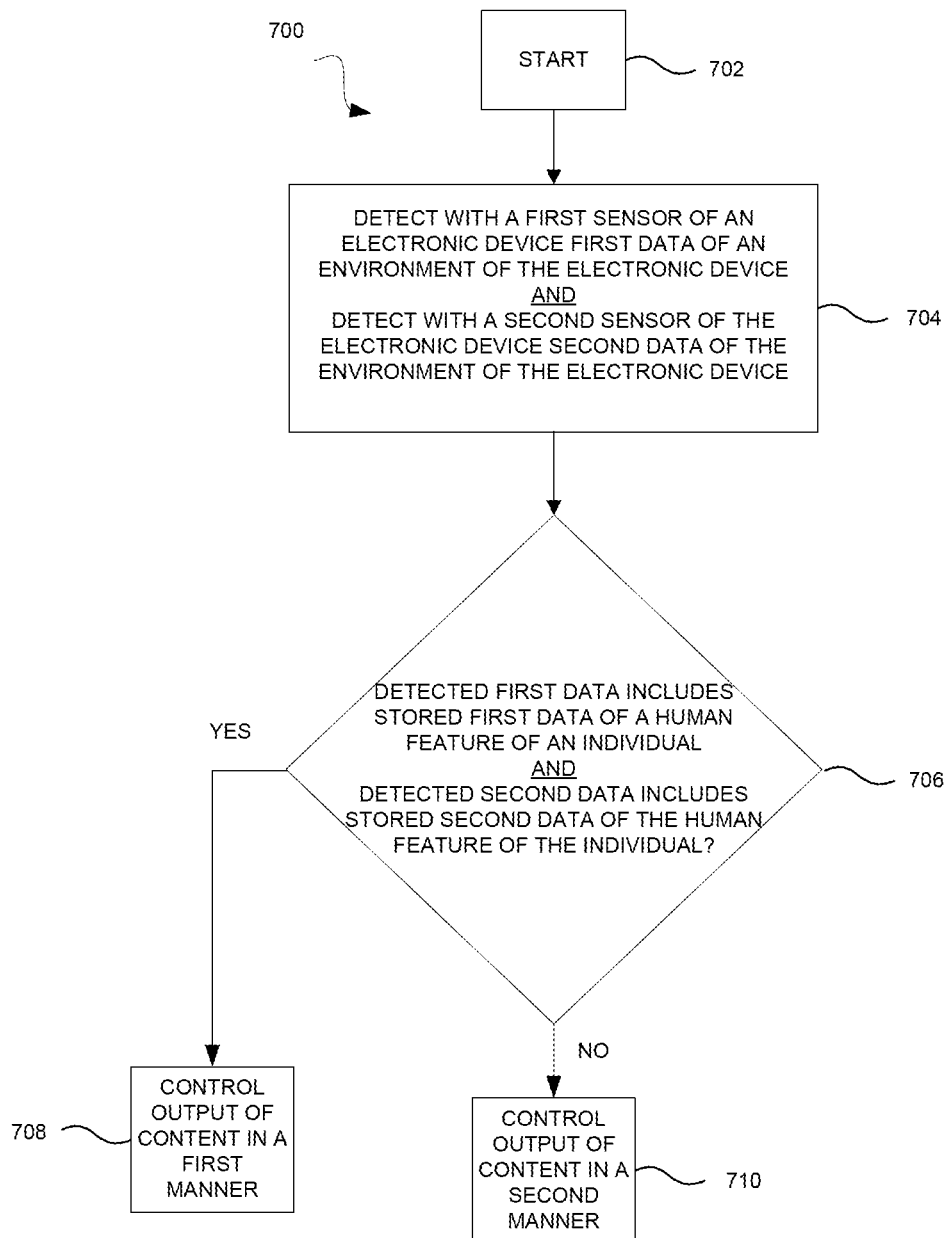 700
START
702
DETECT WITH A FIRST SENSOR OF AN
ELECTRONIC DEVICE FIRST DATA OF AN
ENVIRONMENT OF THE ELECTRONIC DEVICE
AND
DETECT WITH A SECOND SENSOR OF THE
ELECTRONIC DEVICE SECOND DATA OF THE
ENVIRONMENT OF THE ELECTRONIC DEVICE
704
DETECTED FIRST DATA INCLUDES
STORED FIRST DATA OF A HUMAN
FEATURE OF AN INDIVIDUAL
AND
DETECTED SECOND DATA INCLUDES
STORED SECOND DATA OF THE HUMAN
FEATURE OF THE INDIVIDUAL?
706
YES
NO
CONTROL
OUTPUT OF
CONTENT IN A
FIRST
MANNER
708
CONTROL
OUTPUT OF
CONTENT IN A
SECOND
MANNER
710